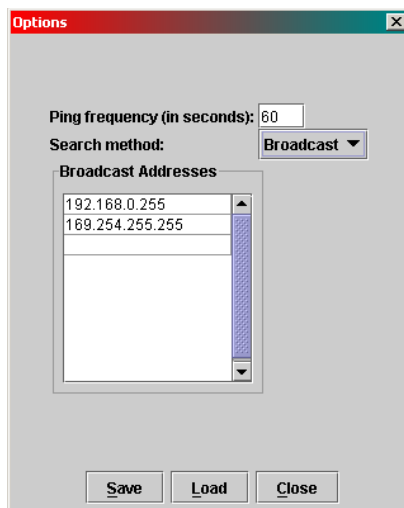 Options
Ping frequency (in seconds): 60
Search method: Broadcast
Broadcast Addresses
192.168.0.255
169.254.255.255
Save Load Close